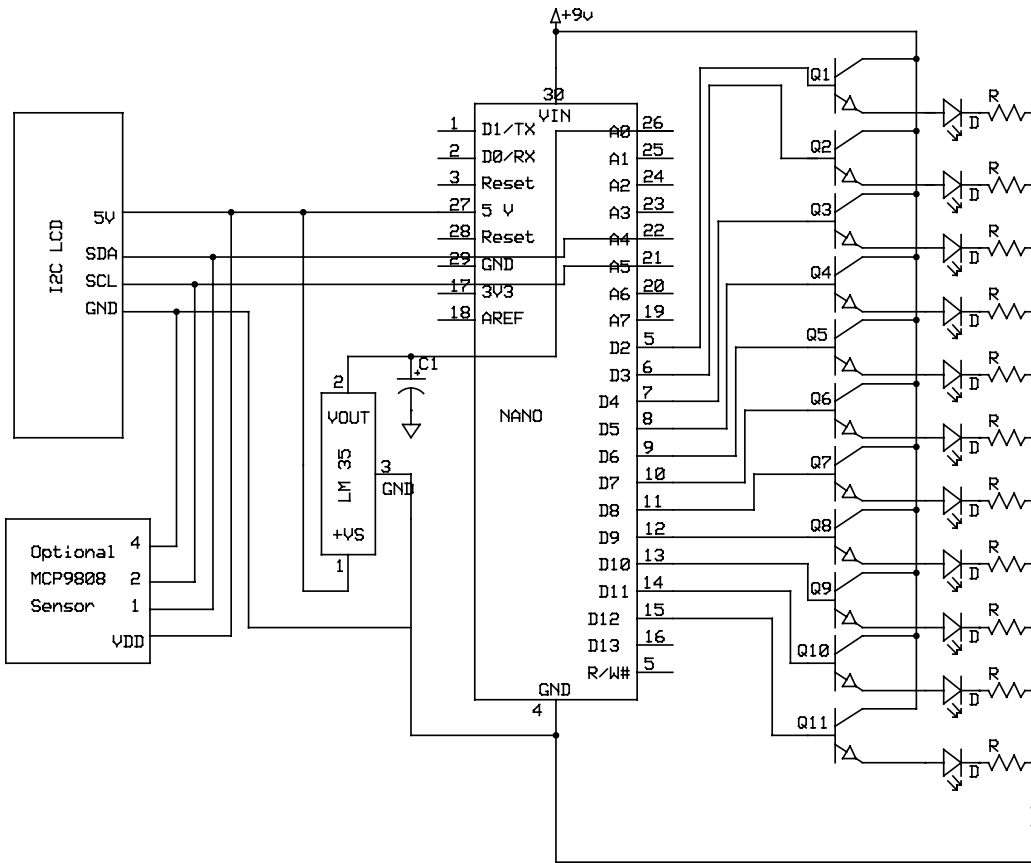 +9v
30
VIN
1 D1/TX
2 D0/RX
3 Reset
27 5 V
28 Reset
29 GND
17 3V3
18 AREF
A0 26
A1 25
A2 24
A3 23
A4 22
A5 21
A6 20
A7 19
D2 5
D3 6
D4 7
D5 8
D6 9
D7 10
D8 11
D9 12
D10 13
D11 14
D12 15
D13 16
R/W# 5
NANO
GND
4
I2C LCD
5V
SDA
SCL
GND
C1
+
2
VOUT
LM 35
3
GND
+VS
1
Optional 4
MCP9808 2
Sensor 1
VDD
Q1
D R
Q2
D R
Q3
D R
Q4
D R
Q5
D R
Q6
D R
Q7
D R
Q8
D R
Q9
D R
Q10
D R
Q11
D R